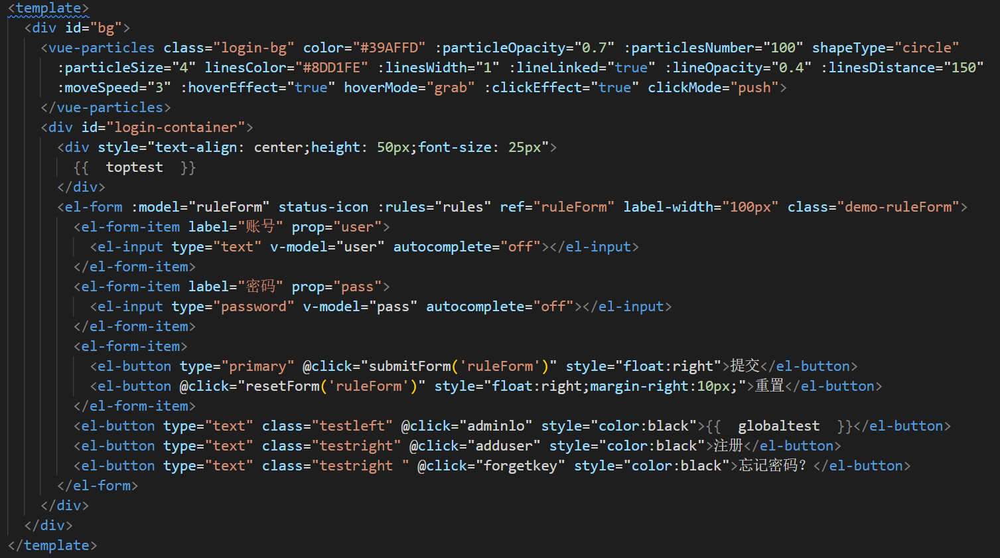 <template>
<div id="bg">
<vue-particles class="login-bg" color="#39AFFD" :particleOpacity="0.7" :particlesNumber="100" shapeType="circle"
:particleSize="4" linesColor="#8DD1FE" :linesWidth="1" :lineLinked="true" :lineOpacity="0.4" :linesDistance="150"
:moveSpeed="3" :hoverEffect="true" hoverMode="grab" :clickEffect="true" clickMode="push">
</vue-particles>
<div id="login-container">
<div style="text-align: center;height: 50px;font-size: 25px">
{{  toptest  }}
</div>
<el-form :model="ruleForm" status-icon :rules="rules" ref="ruleForm" label-width="100px" class="demo-ruleForm">
<el-form-item label="账号" prop="user">
<el-input type="text" v-model="user" autocomplete="off"></el-input>
</el-form-item>
<el-form-item label="密码" prop="pass">
<el-input type="password" v-model="pass" autocomplete="off"></el-input>
</el-form-item>
<el-form-item>
<el-button type="primary" @click="submitForm('ruleForm')" style="float:right">提交</el-button>
<el-button @click="resetForm('ruleForm')" style="float:right;margin-right:10px;">重置</el-button>
</el-form-item>
<el-button type="text" class="testleft" @click="adminlo" style="color:black">{{  globaltest  }}</el-button>
<el-button type="text" class="testright" @click="adduser" style="color:black">注册</el-button>
<el-button type="text" class="testright " @click="forgetkey" style="color:black">忘记密码？</el-button>
</el-form>
</div>
</div>
</template>